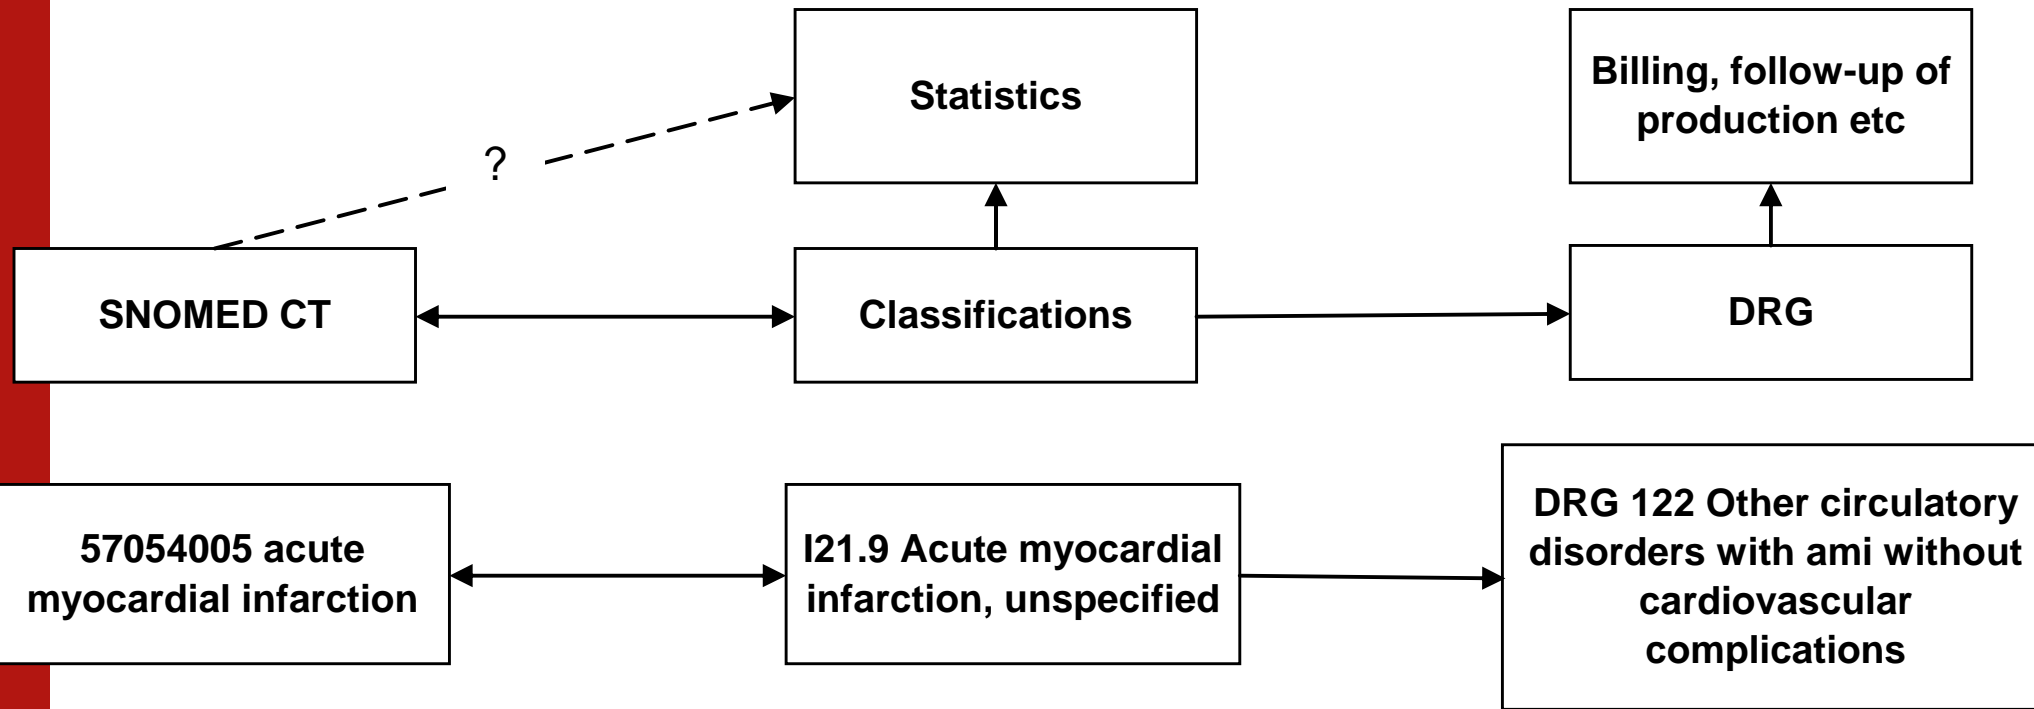 Statistics
Billing, follow-up of
production etc
?
SNOMED CT
Classifications
DRG
57054005 acute
myocardial infarction
I21.9 Acute myocardial
infarction, unspecified
DRG 122 Other circulatory
disorders with ami without
cardiovascular
complications